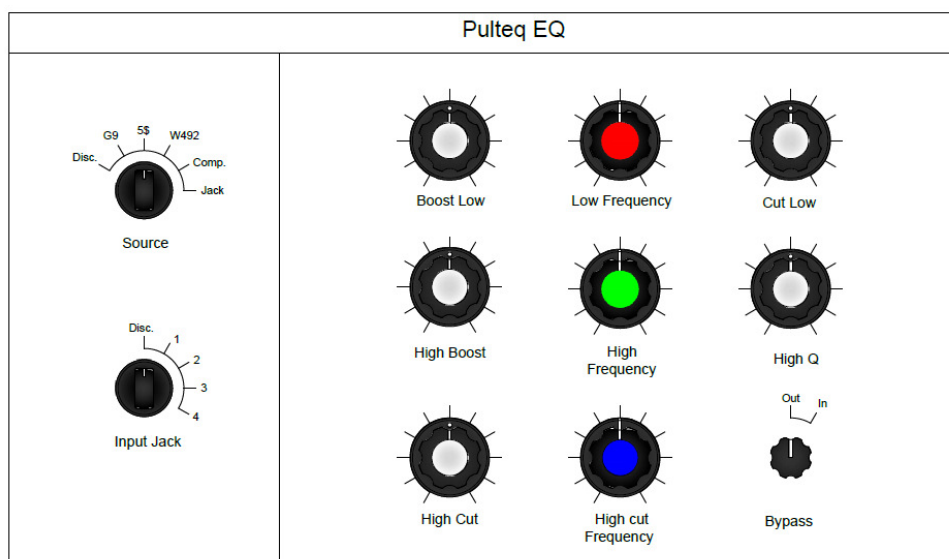 Pulteq EQ
Disc.
G9
5$
W492
Comp.
Jack
Source
Boost Low
Low Frequency
Cut Low
High Boost
High
Frequency
High Q
Disc.
1
2
3
4
Input Jack
High Cut
High cut
Frequency
Out
In
Bypass